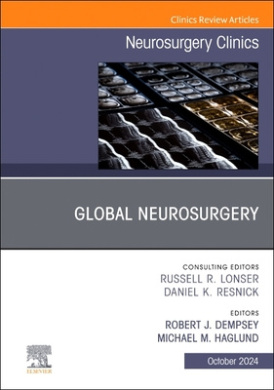 Clinics Review Articles
Neurosurgery Clinics
GLOBAL NEUROSURGERY
CONSULTING EDITORS
RUSSELL R. LONSER
DANIEL K. RESNICK
EDITORS
ROBERT J. DEMPSEY
MICHAEL M. HAGLUND
ELSEVIER
October 2024